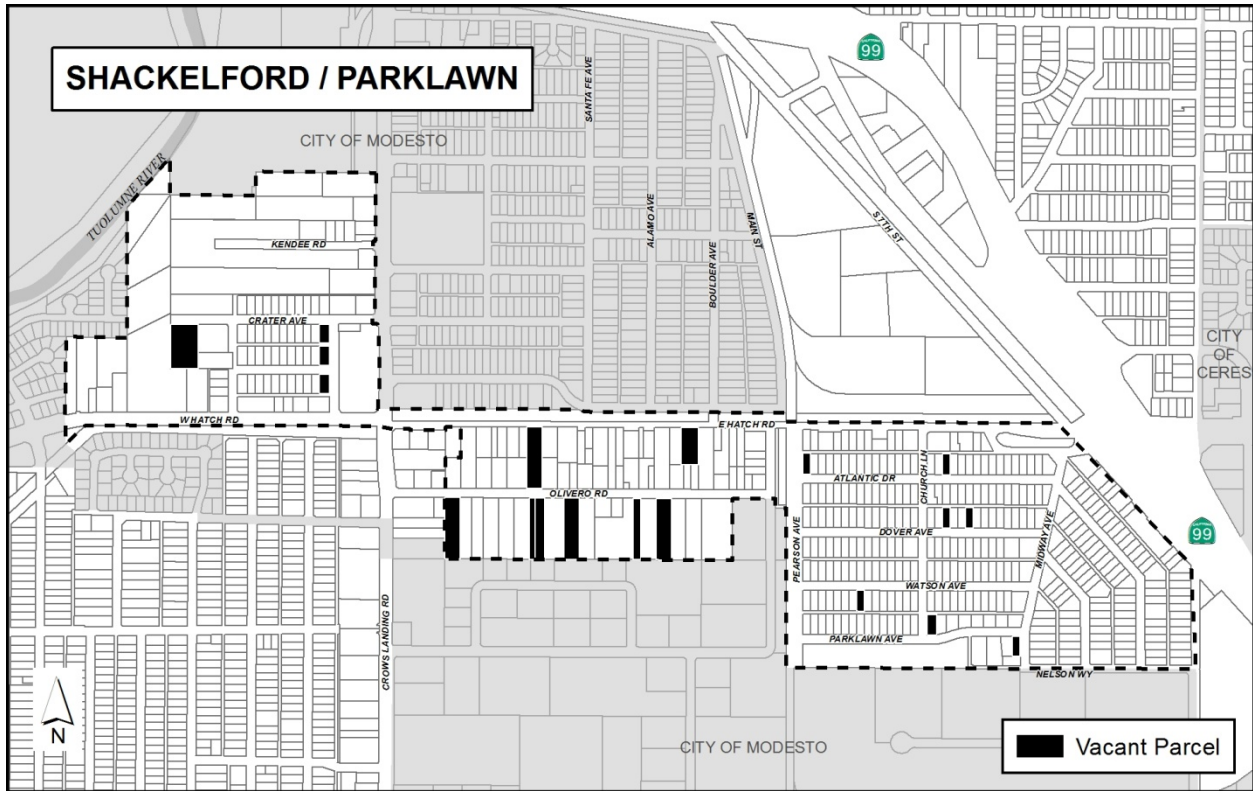 SHACKELFORD / PARKLAWN
99
SANTA FE AVE
CITY OF MODESTO
TUOLUMNE RIVER
ALAMO AVE
BOULDER AVE
MAIN ST
S 7TH ST
KENDEE RD
CRATER AVE
CITY
OF
CERES
W HATCH RD
E HATCH RD
ATLANTIC DR
CHURCH LN
OLIVERO RD
DOVER AVE
PEARSON AVE
MIDWAY AVE
99
WATSON AVE
PARKLAWN AVE
CROWS LANDING RD
NELSON WY
N
CITY OF MODESTO
Vacant Parcel